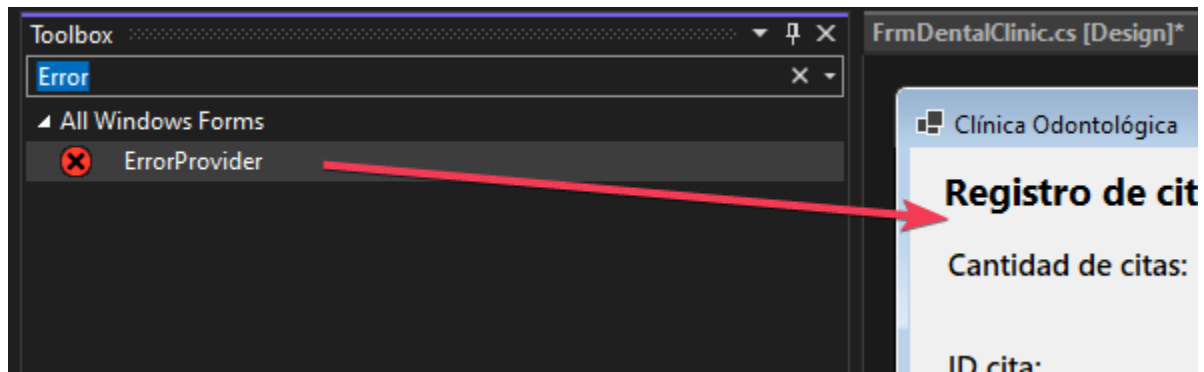 Toolbox
FrmDentalClinic.cs [Design]*
Error
All Windows Forms
Clínica Odontológica
ErrorProvider
Registro de cit
Cantidad de citas:
ID cita: